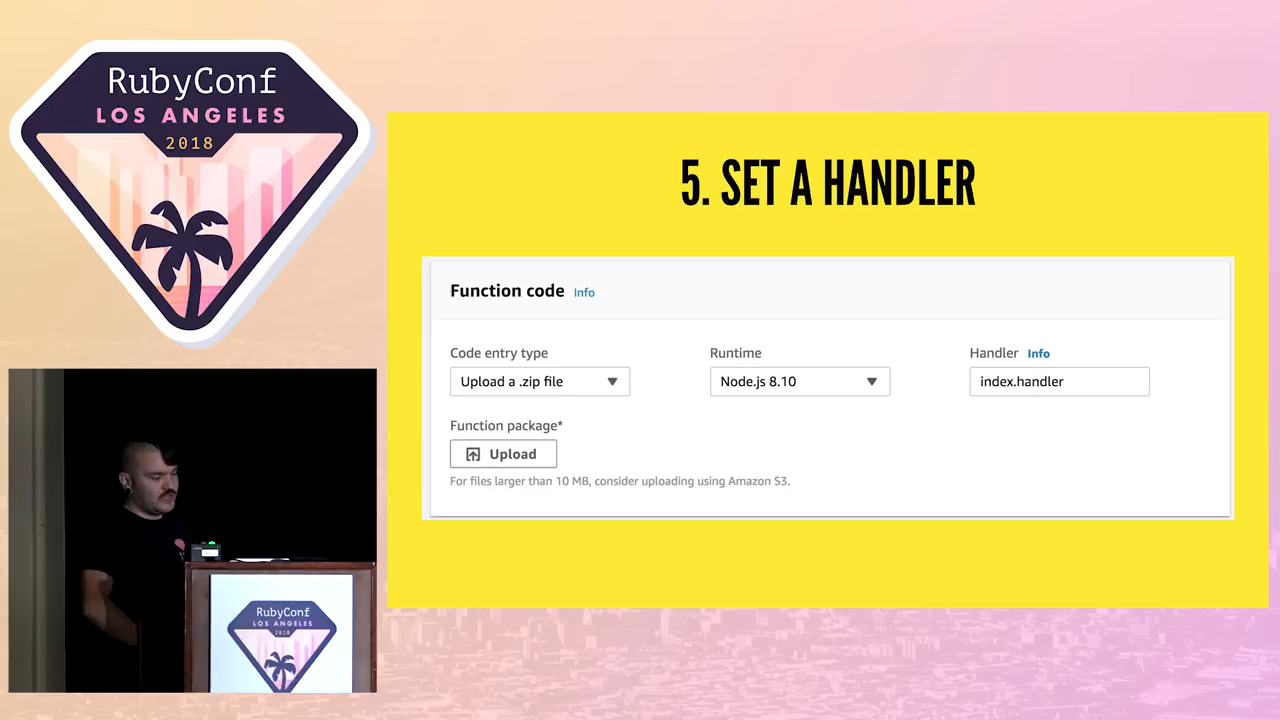 RubyConf
LOS ANGELES
2018
5. SET A HANDLER
Function code Info
Code entry type
Runtime
Handler Info
Upload a .zip file
Node.js 8.10
index.handler
Function package*
Upload
For files larger than 10 MB, consider uploading using Amazon S3.
RubyConf
LOS ANGELES
2018